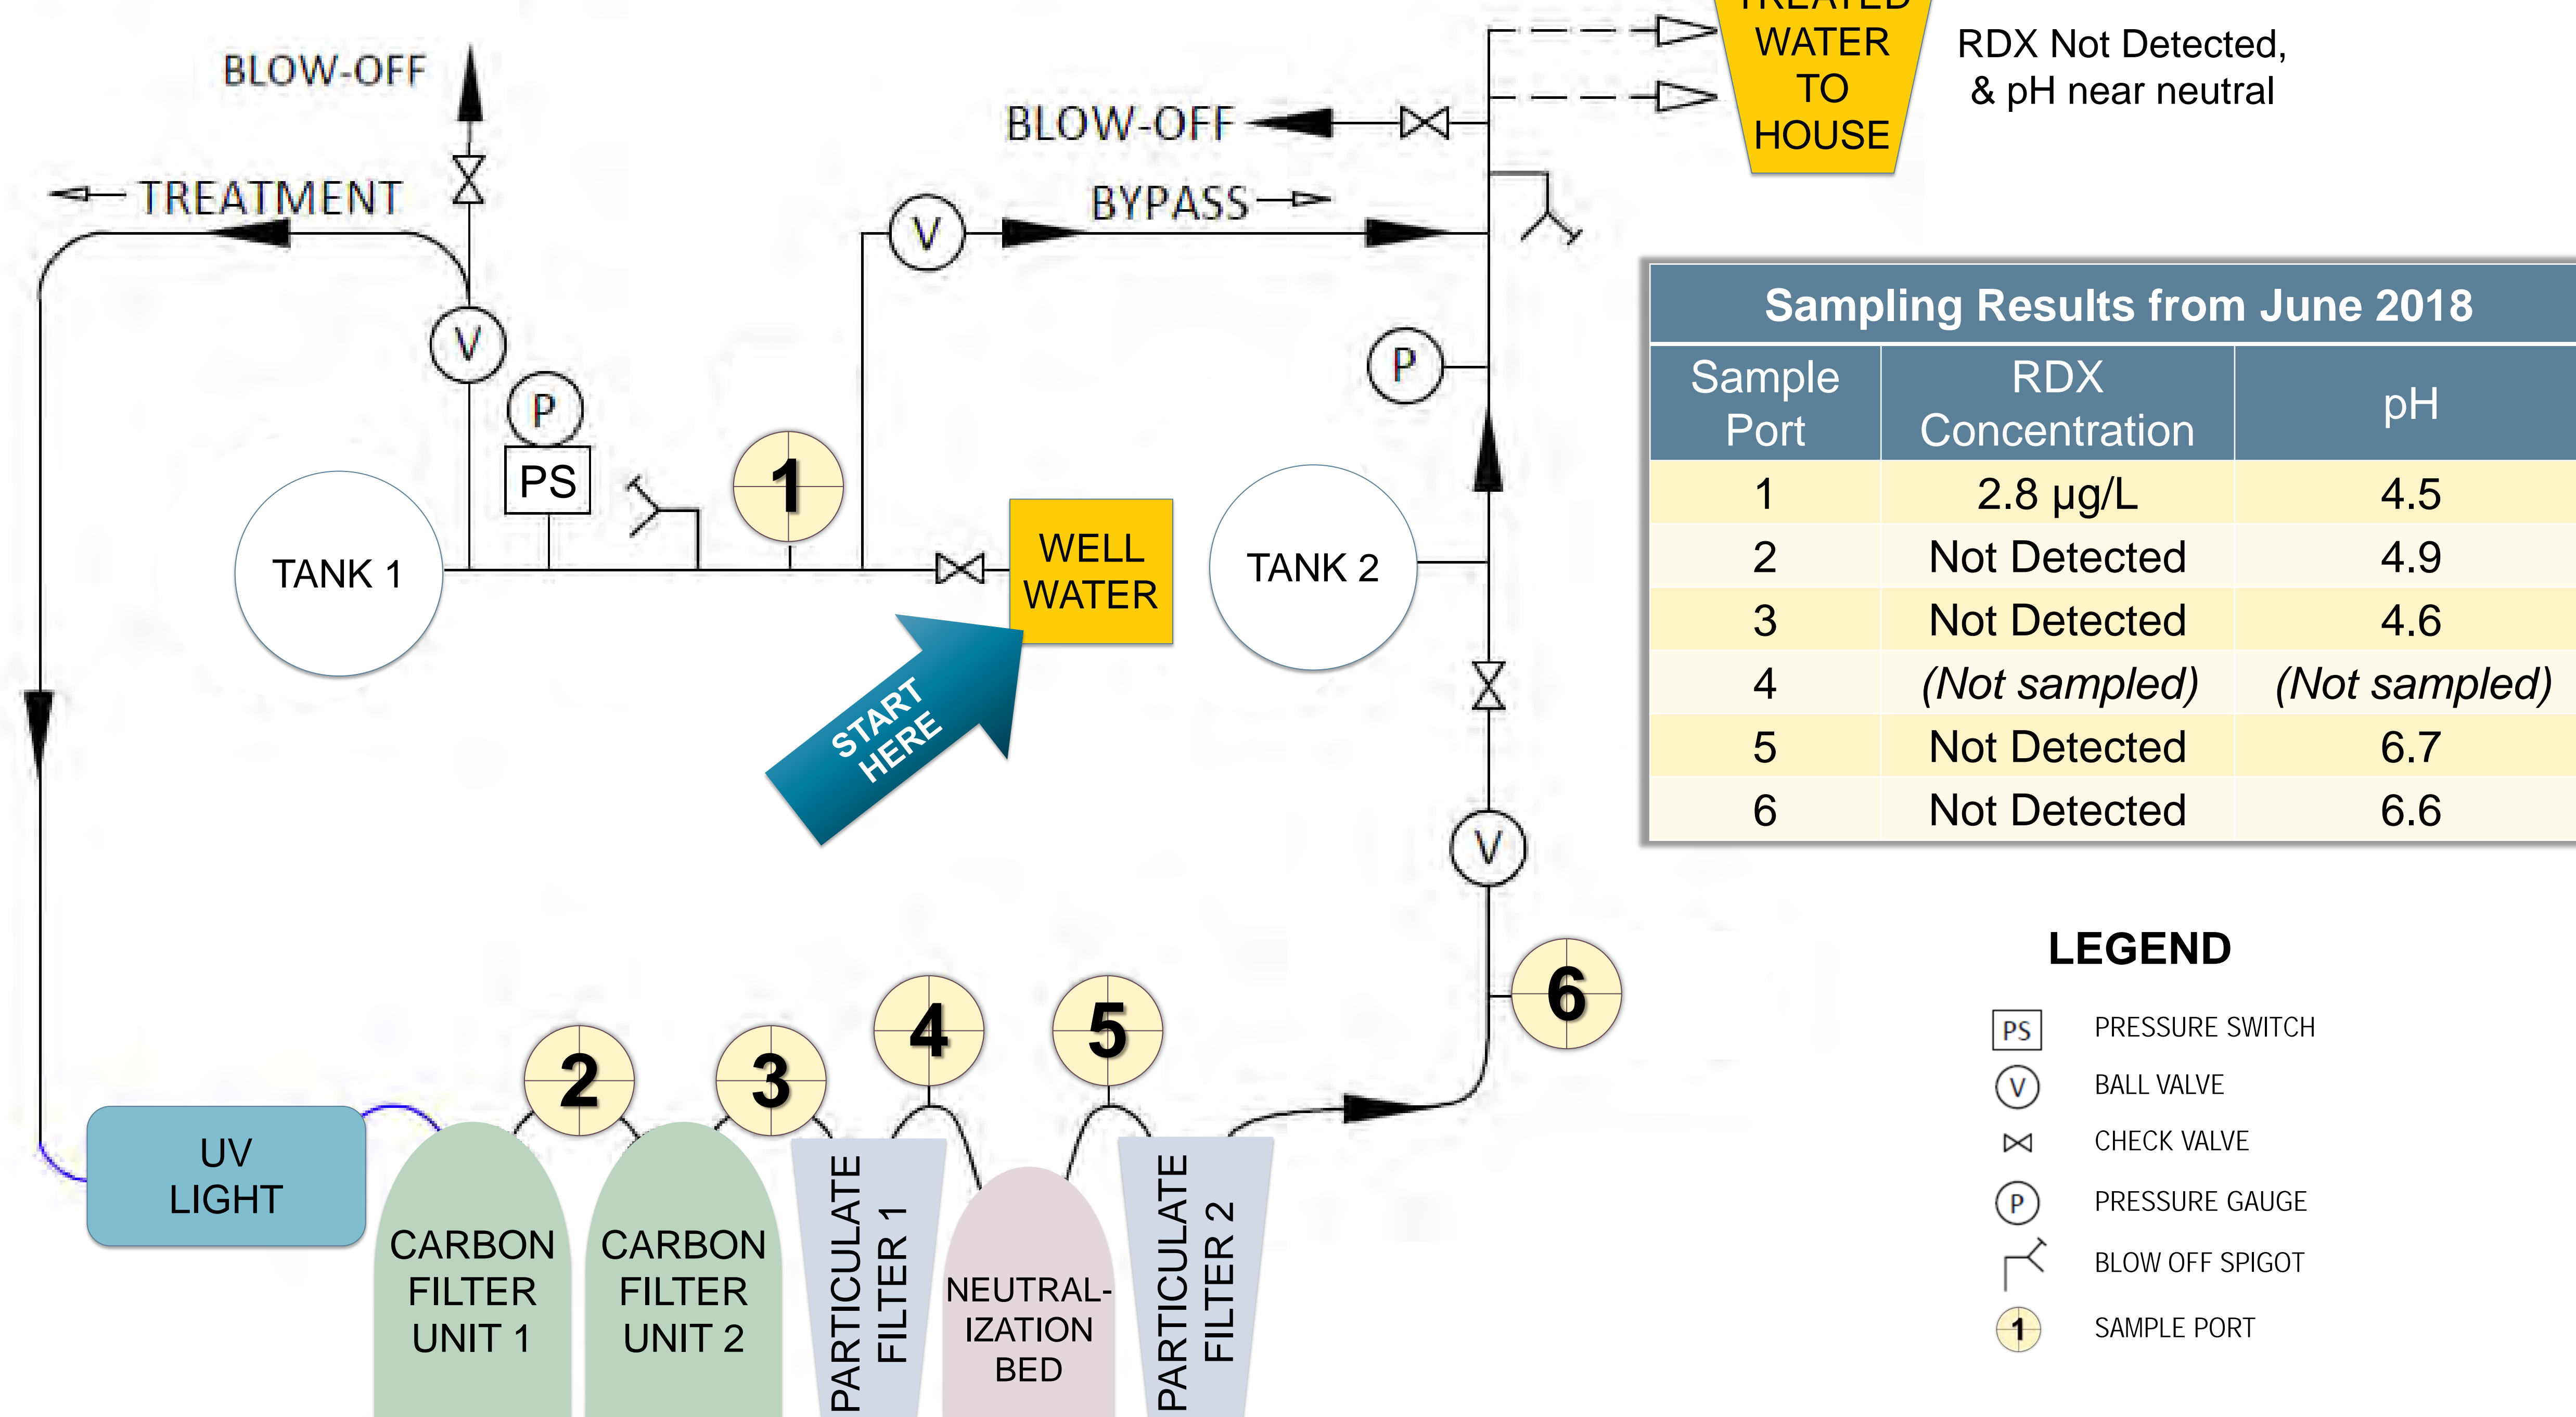 TREATED
WATER
TO
HOUSE
RDX Not Detected,
& pH near neutral
BLOW-OFF
BLOW-OFF
TREATMENT
BYPASS
V
V
P
PS
P
1
TANK 1
WELL
WATER
TANK 2
START
HERE
V
Sampling Results from June 2018
Sample Port RDX Concentration pH
1 2.8 µg/L 4.5
2 Not Detected 4.9
3 Not Detected 4.6
4 (Not sampled) (Not sampled)
5 Not Detected 6.7
6 Not Detected 6.6
2
3
4
5
6
UV
LIGHT
CARBON
FILTER
UNIT 1
CARBON
FILTER
UNIT 2
PARTICULATE
FILTER 1
NEUTRAL-
IZATION
BED
PARTICULATE
FILTER 2
LEGEND
PS PRESSURE SWITCH
V BALL VALVE
CHECK VALVE
P PRESSURE GAUGE
BLOW OFF SPIGOT
1 SAMPLE PORT